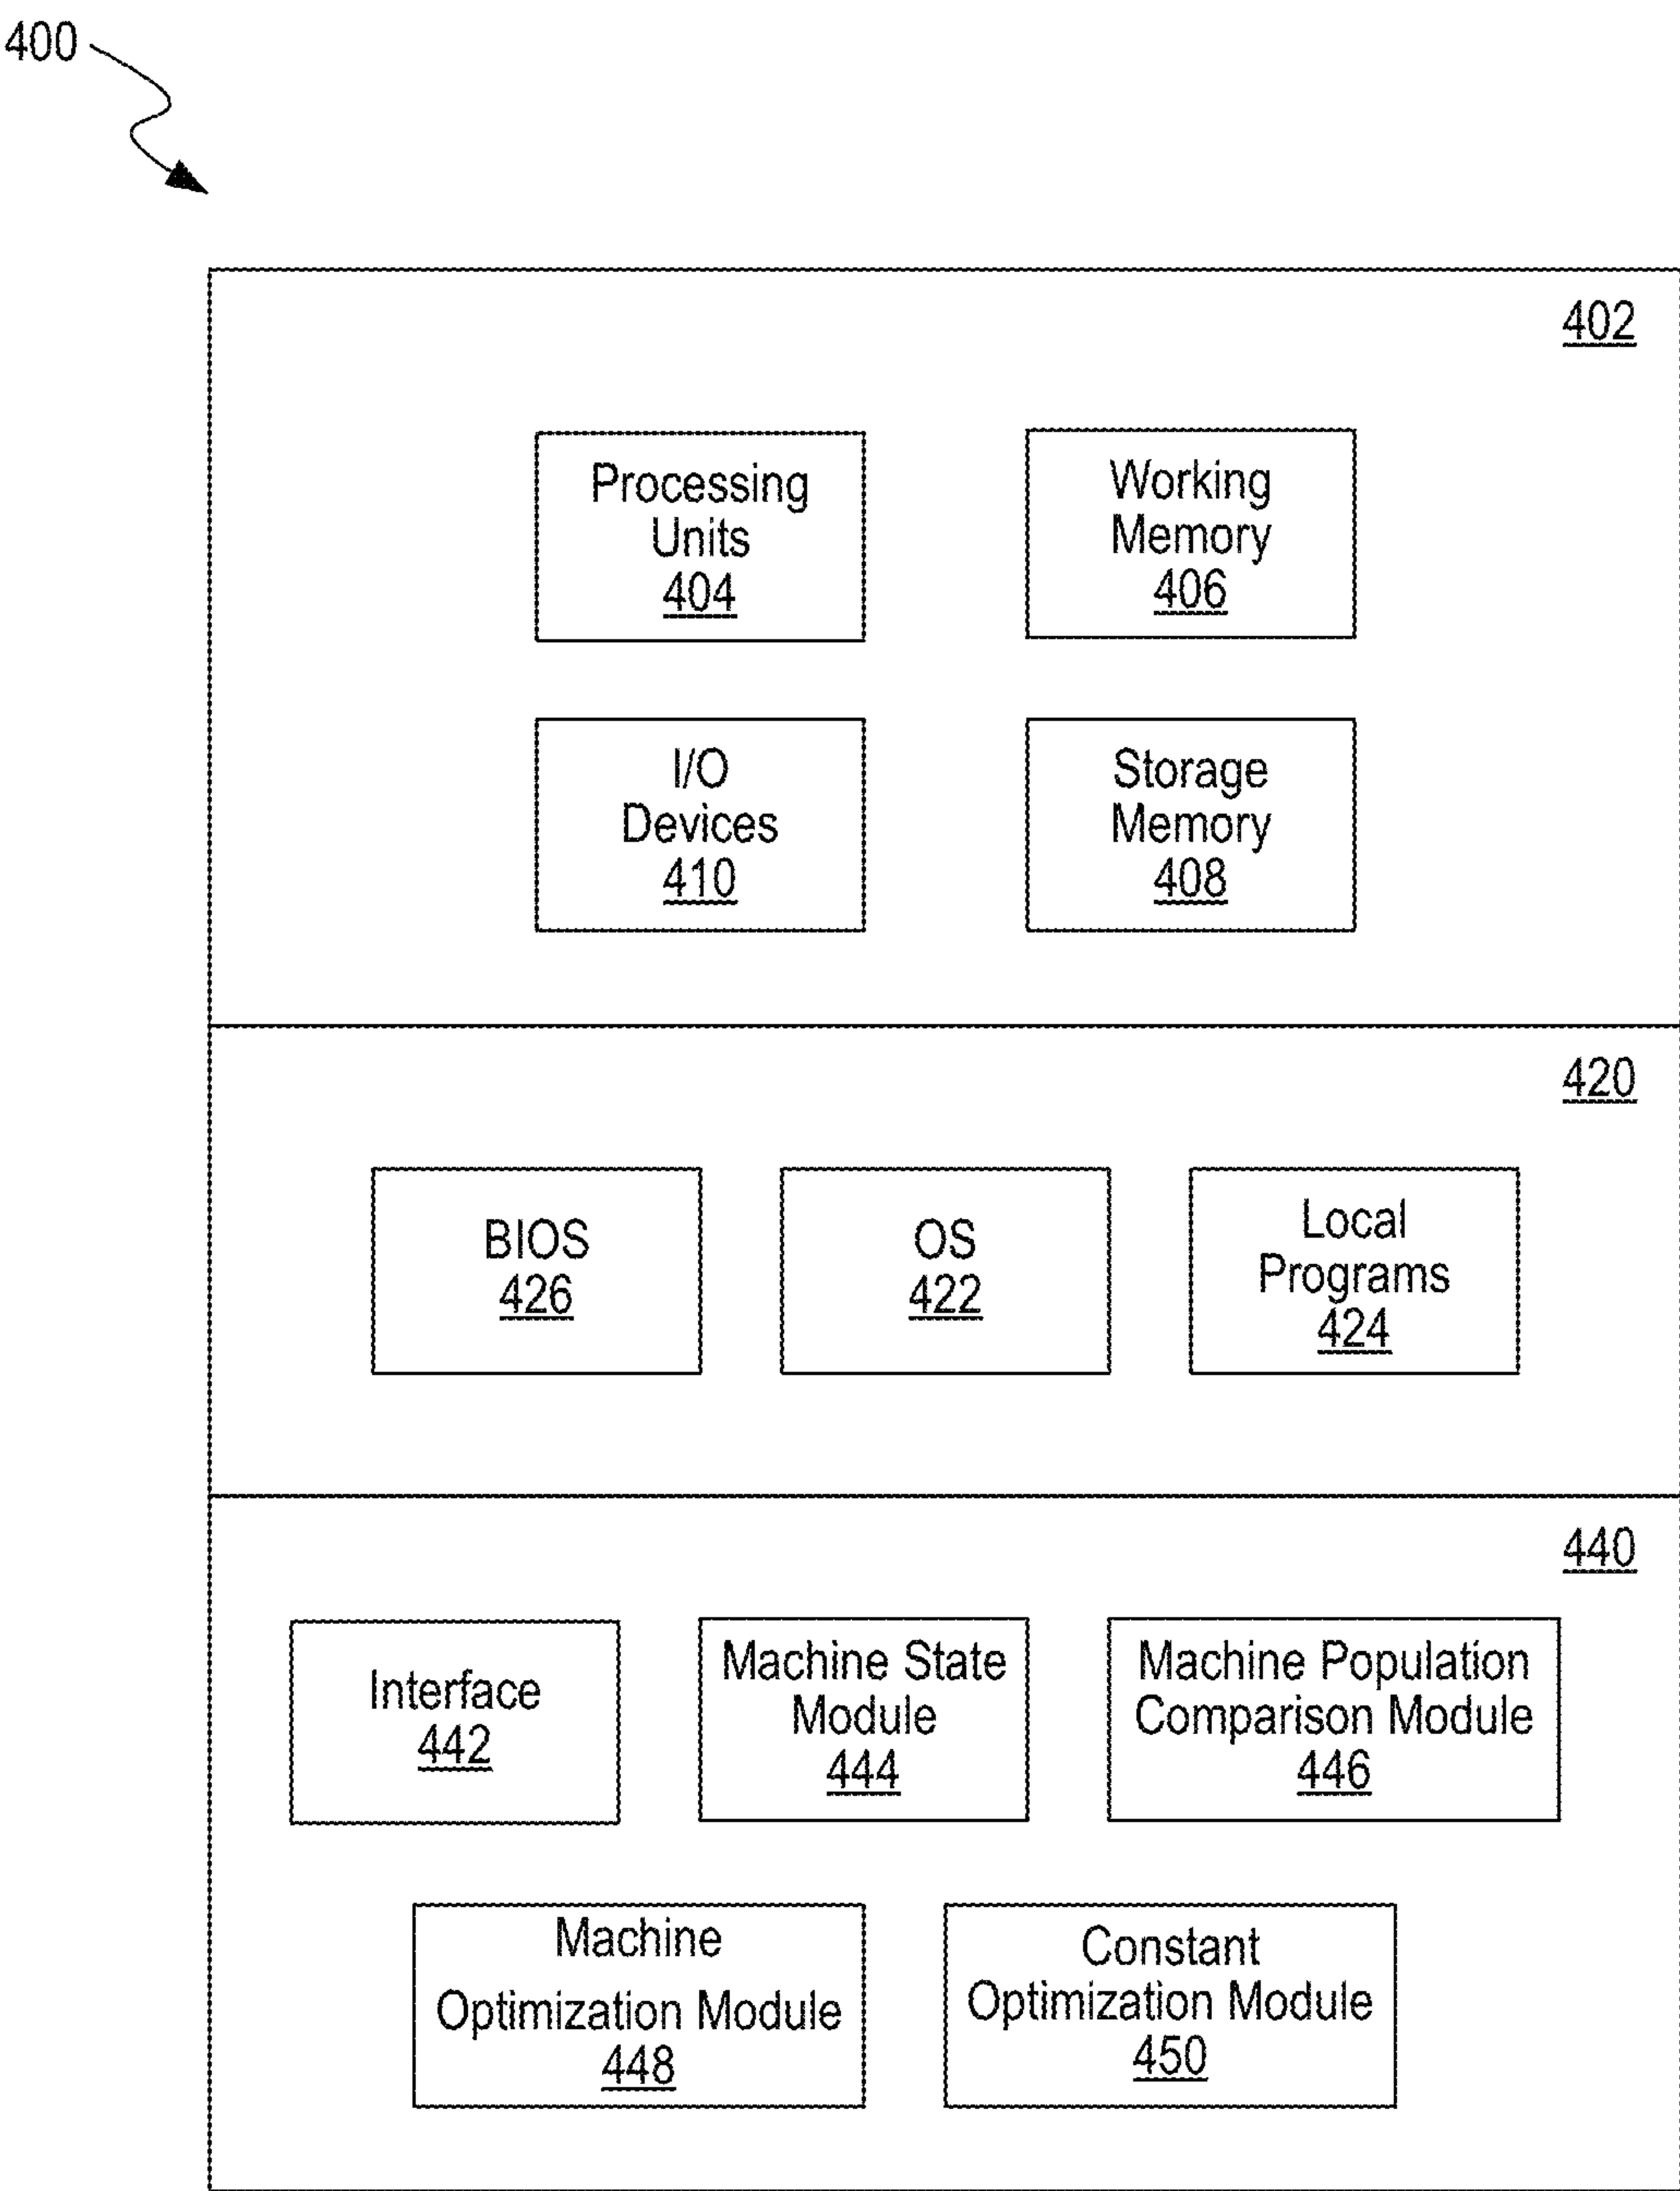 400
402
Processing
Units
404
Working
Memory
406
I/O
Devices
410
Storage
Memory
408
420
BIOS
426
OS
422
Local
Programs
424
440
Interface
442
Machine State
Module
444
Machine Population
Comparison Module
446
Machine
Optimization Module
448
Constant
Optimization Module
450